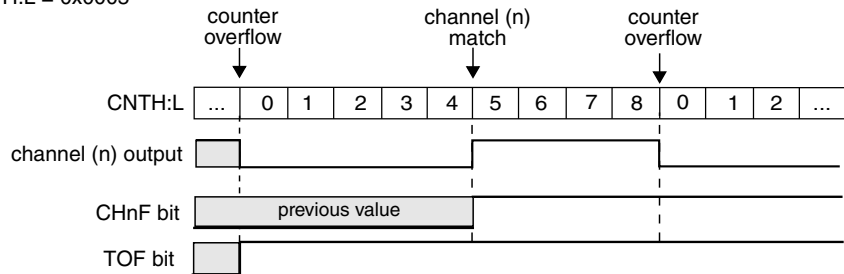 counter overflow
channel (n) match
counter overflow
CNTH:L ... 0 1 2 3 4 5 6 7 8 0 1 2 ...
channel (n) output
CHnF bit previous value
TOF bit